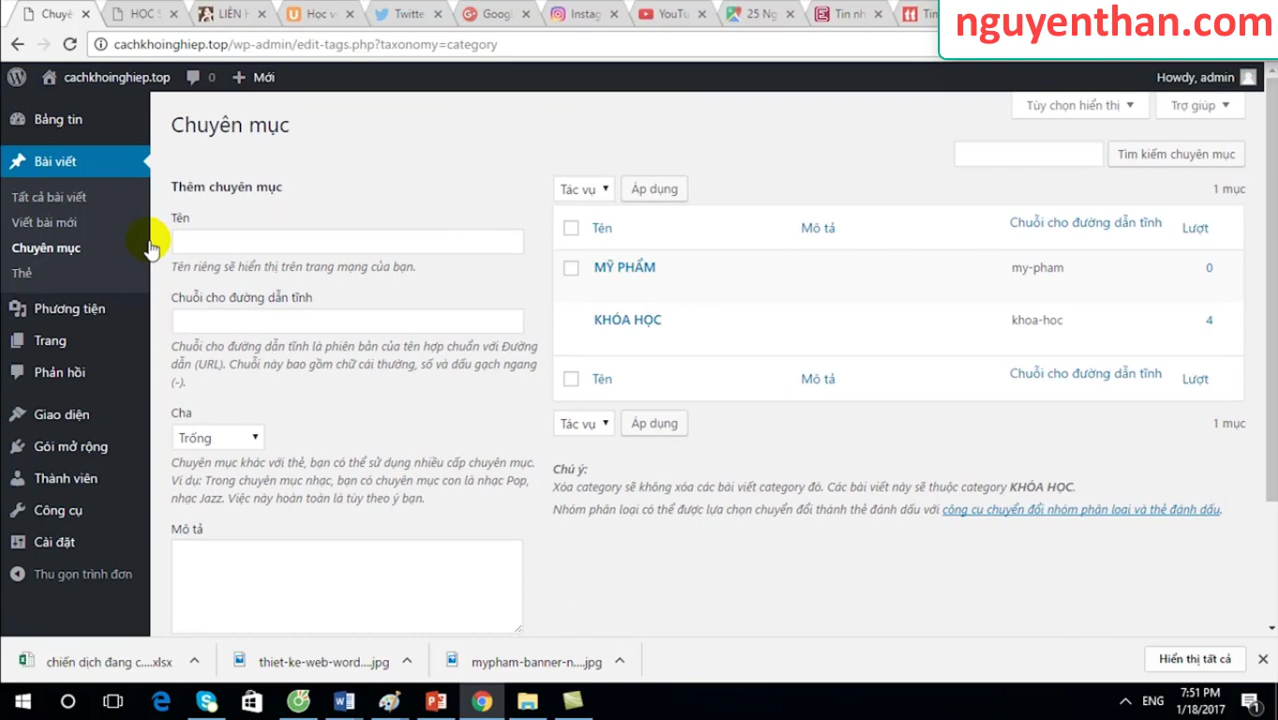 Chuyê
HOC S
LIÊN H
Học v
Twitte
Googl
Instag
YouTu
25 Ng
Tin nh
Tin
nguyenthan.com
cachkhoinghiep.top/wp-admin/edit-tags.php?taxonomy=category
cachkhoinghiep.top
0
Mới
Howdy, admin
Bảng tin
Bài viết
Tất cả bài viết
Viết bài mới
Chuyên mục
Thẻ
Phương tiện
Trang
Phản hồi
Giao diện
Gói mở rộng
Thành viên
Công cụ
Cài đặt
Thu gọn trình đơn
Tùy chọn hiển thị
Trợ giúp
Chuyên mục
Tìm kiếm chuyên mục
Thêm chuyên mục
Tên
Tên riêng sẽ hiển thị trên trang mạng của bạn.
Chuỗi cho đường dẫn tĩnh
Chuỗi cho đường dẫn tĩnh là phiên bản của tên hợp chuẩn với Đường
dẫn (URL). Chuỗi này bao gồm chữ cái thường, số và dấu gạch ngang
(-).
Cha
Trống
Chuyên mục khác với thẻ, bạn có thể sử dụng nhiều cấp chuyên mục.
Ví dụ: Trong chuyên mục nhạc, bạn có chuyên mục con là nhạc Pop,
nhạc Jazz. Việc này hoàn toàn là tùy theo ý bạn.
Mô tả
Tác vụ
Áp dụng
1 mục
Tên Mô tả Chuỗi cho đường dẫn tĩnh Lượt
MỸ PHẨM my-pham 0
KHÓA HỌC khoa-hoc 4
Tên Mô tả Chuỗi cho đường dẫn tĩnh Lượt
Tác vụ
Áp dụng
1 mục
Chú ý:
Xóa category sẽ không xóa các bài viết category đó. Các bài viết này sẽ thuộc category KHÓA HỌC.
Nhóm phân loại có thể được lựa chọn chuyển đổi thành thẻ đánh dấu với công cụ chuyển đổi nhóm phân loại và thẻ đánh dấu.
chiến dịch đang c....xlsx
thiet-ke-web-word....jpg
mypham-banner-n....jpg
Hiển thị tất cả
ENG
7:51 PM
1/18/2017